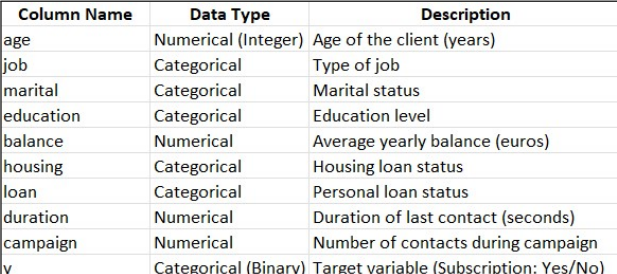 Column Name Data Type Description
age Numerical (Integer) Age of the client (years)
job Categorical Type of job
marital Categorical Marital status
education Categorical Education level
balance Numerical Average yearly balance (euros)
housing Categorical Housing loan status
loan Categorical Personal loan status
duration Numerical Duration of last contact (seconds)
campaign Numerical Number of contacts during campaign
y Categorical (Binary) Target variable (Subscription: Yes/No)